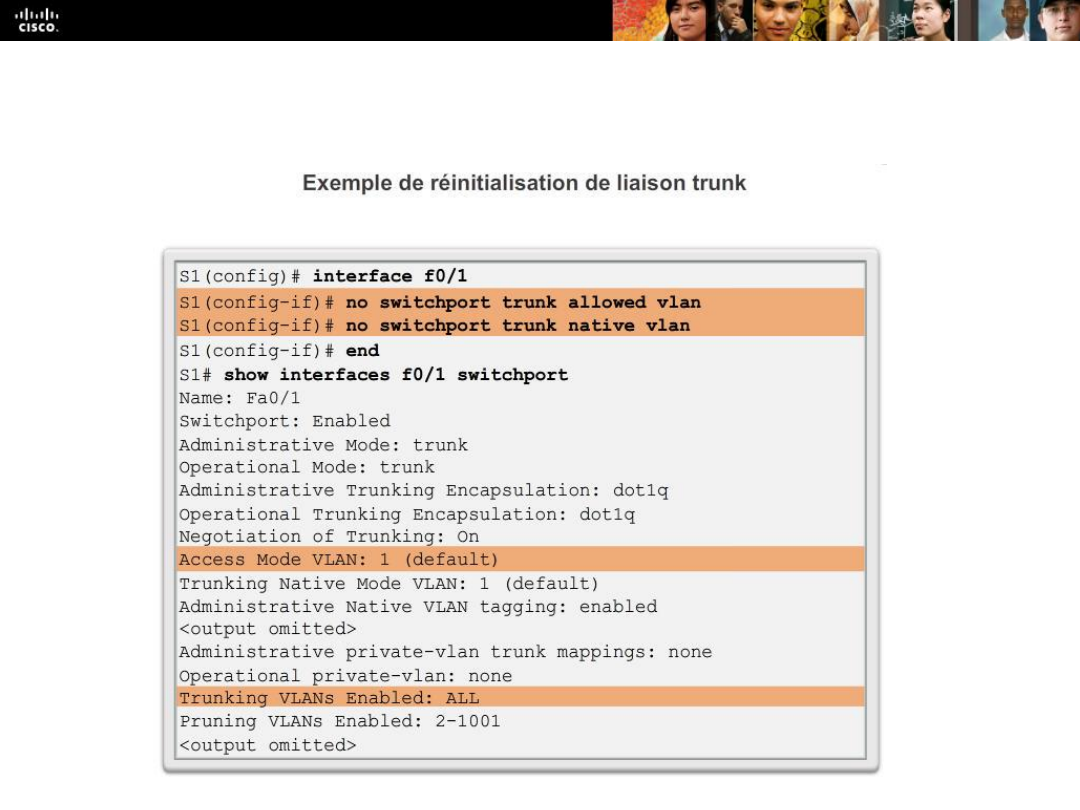 CISCO.
Exemple de réinitialisation de liaison trunk
S1(config)# interface f0/1
S1(config-if)# no switchport trunk allowed vlan
S1(config-if)# no switchport trunk native vlan
S1(config-if)# end
S1# show interfaces f0/1 switchport
Name: Fa0/1
Switchport: Enabled
Administrative Mode: trunk
Operational Mode: trunk
Administrative Trunking Encapsulation: dot1q
Operational Trunking Encapsulation: dot1q
Negotiation of Trunking: On
Access Mode VLAN: 1 (default)
Trunking Native Mode VLAN: 1 (default)
Administrative Native VLAN tagging: enabled
<output omitted>
Administrative private-vlan trunk mappings: none
Operational private-vlan: none
Trunking VLANs Enabled: ALL
Pruning VLANs Enabled: 2-1001
<output omitted>